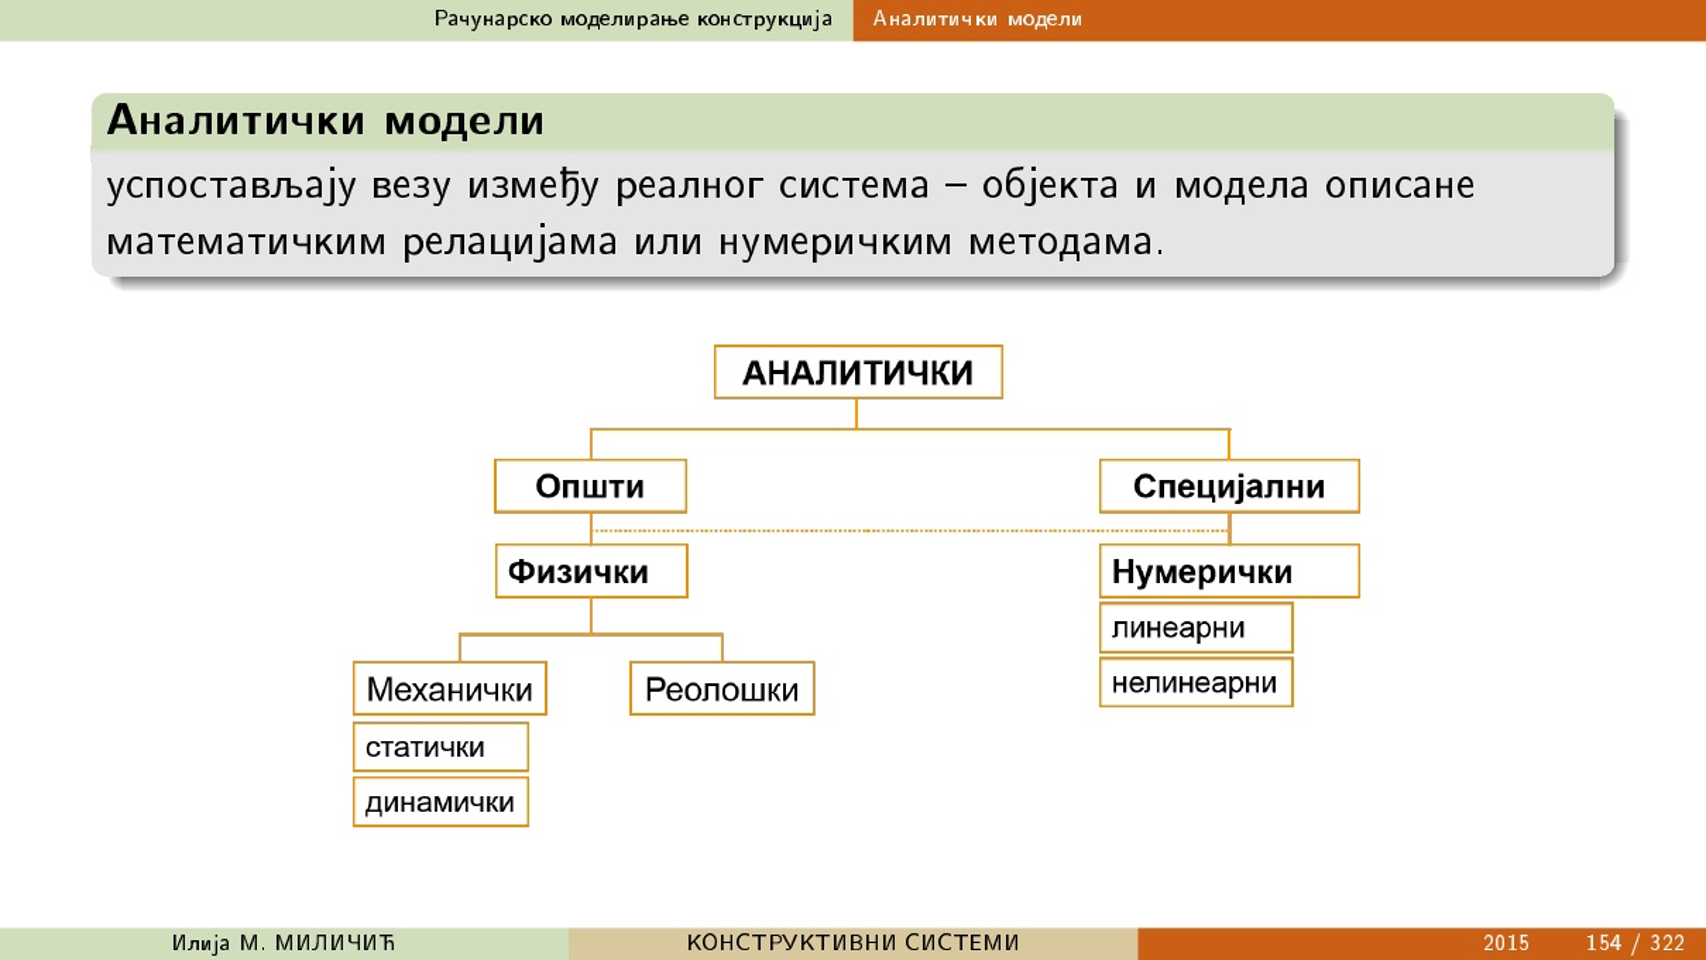 Рачунарско моделирање конструкција Аналитички модели
Аналитички модели
успостављају везу између реалног система – објекта и модела описане
математичким релацијама или нумеричким методама.
АНАЛИТИЧКИ
Општи Специјални
Физички Нумерички
линеарни
нелинеарни
Механички Реолошки
статички
динамички
Илија М. МИЛИЧИЋ КОНСТРУКТИВНИ СИСТЕМИ 2015 154 / 322